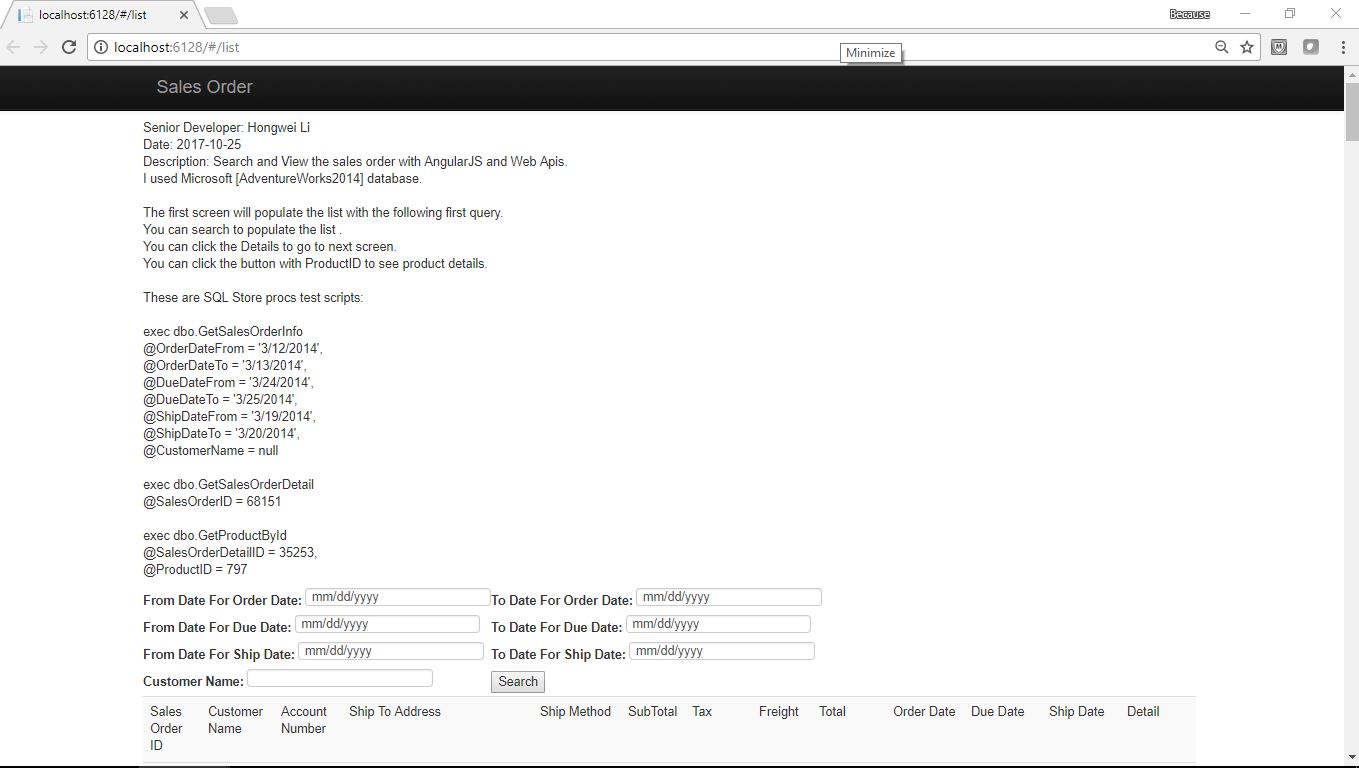 localhost:6128/#/list
Because
localhost:6128/#/list
Minimize
Sales Order
Senior Developer: Hongwei Li
Date: 2017-10-25
Description: Search and View the sales order with AngularJS and Web Apis.
I used Microsoft [AdventureWorks2014] database.
The first screen will populate the list with the following first query.
You can search to populate the list .
You can click the Details to go to next screen.
You can click the button with ProductID to see product details.
These are SQL Store procs test scripts:
exec dbo.GetSalesOrderInfo
@OrderDateFrom = '3/12/2014',
@OrderDateTo = '3/13/2014',
@DueDateFrom = '3/24/2014',
@DueDateTo = '3/25/2014',
@ShipDateFrom = '3/19/2014',
@ShipDateTo = '3/20/2014',
@CustomerName = null
exec dbo.GetSalesOrderDetail
@SalesOrderID = 68151
exec dbo.GetProductById
@SalesOrderDetailID = 35253,
@ProductID = 797
From Date For Order Date: mm/dd/yyyy To Date For Order Date: mm/dd/yyyy
From Date For Due Date: mm/dd/yyyy To Date For Due Date: mm/dd/yyyy
From Date For Ship Date: mm/dd/yyyy To Date For Ship Date: mm/dd/yyyy
Customer Name: Search
Sales Customer Account Ship To Address Ship Method SubTotal Tax Freight Total Order Date Due Date Ship Date Detail
Order Name Number
ID